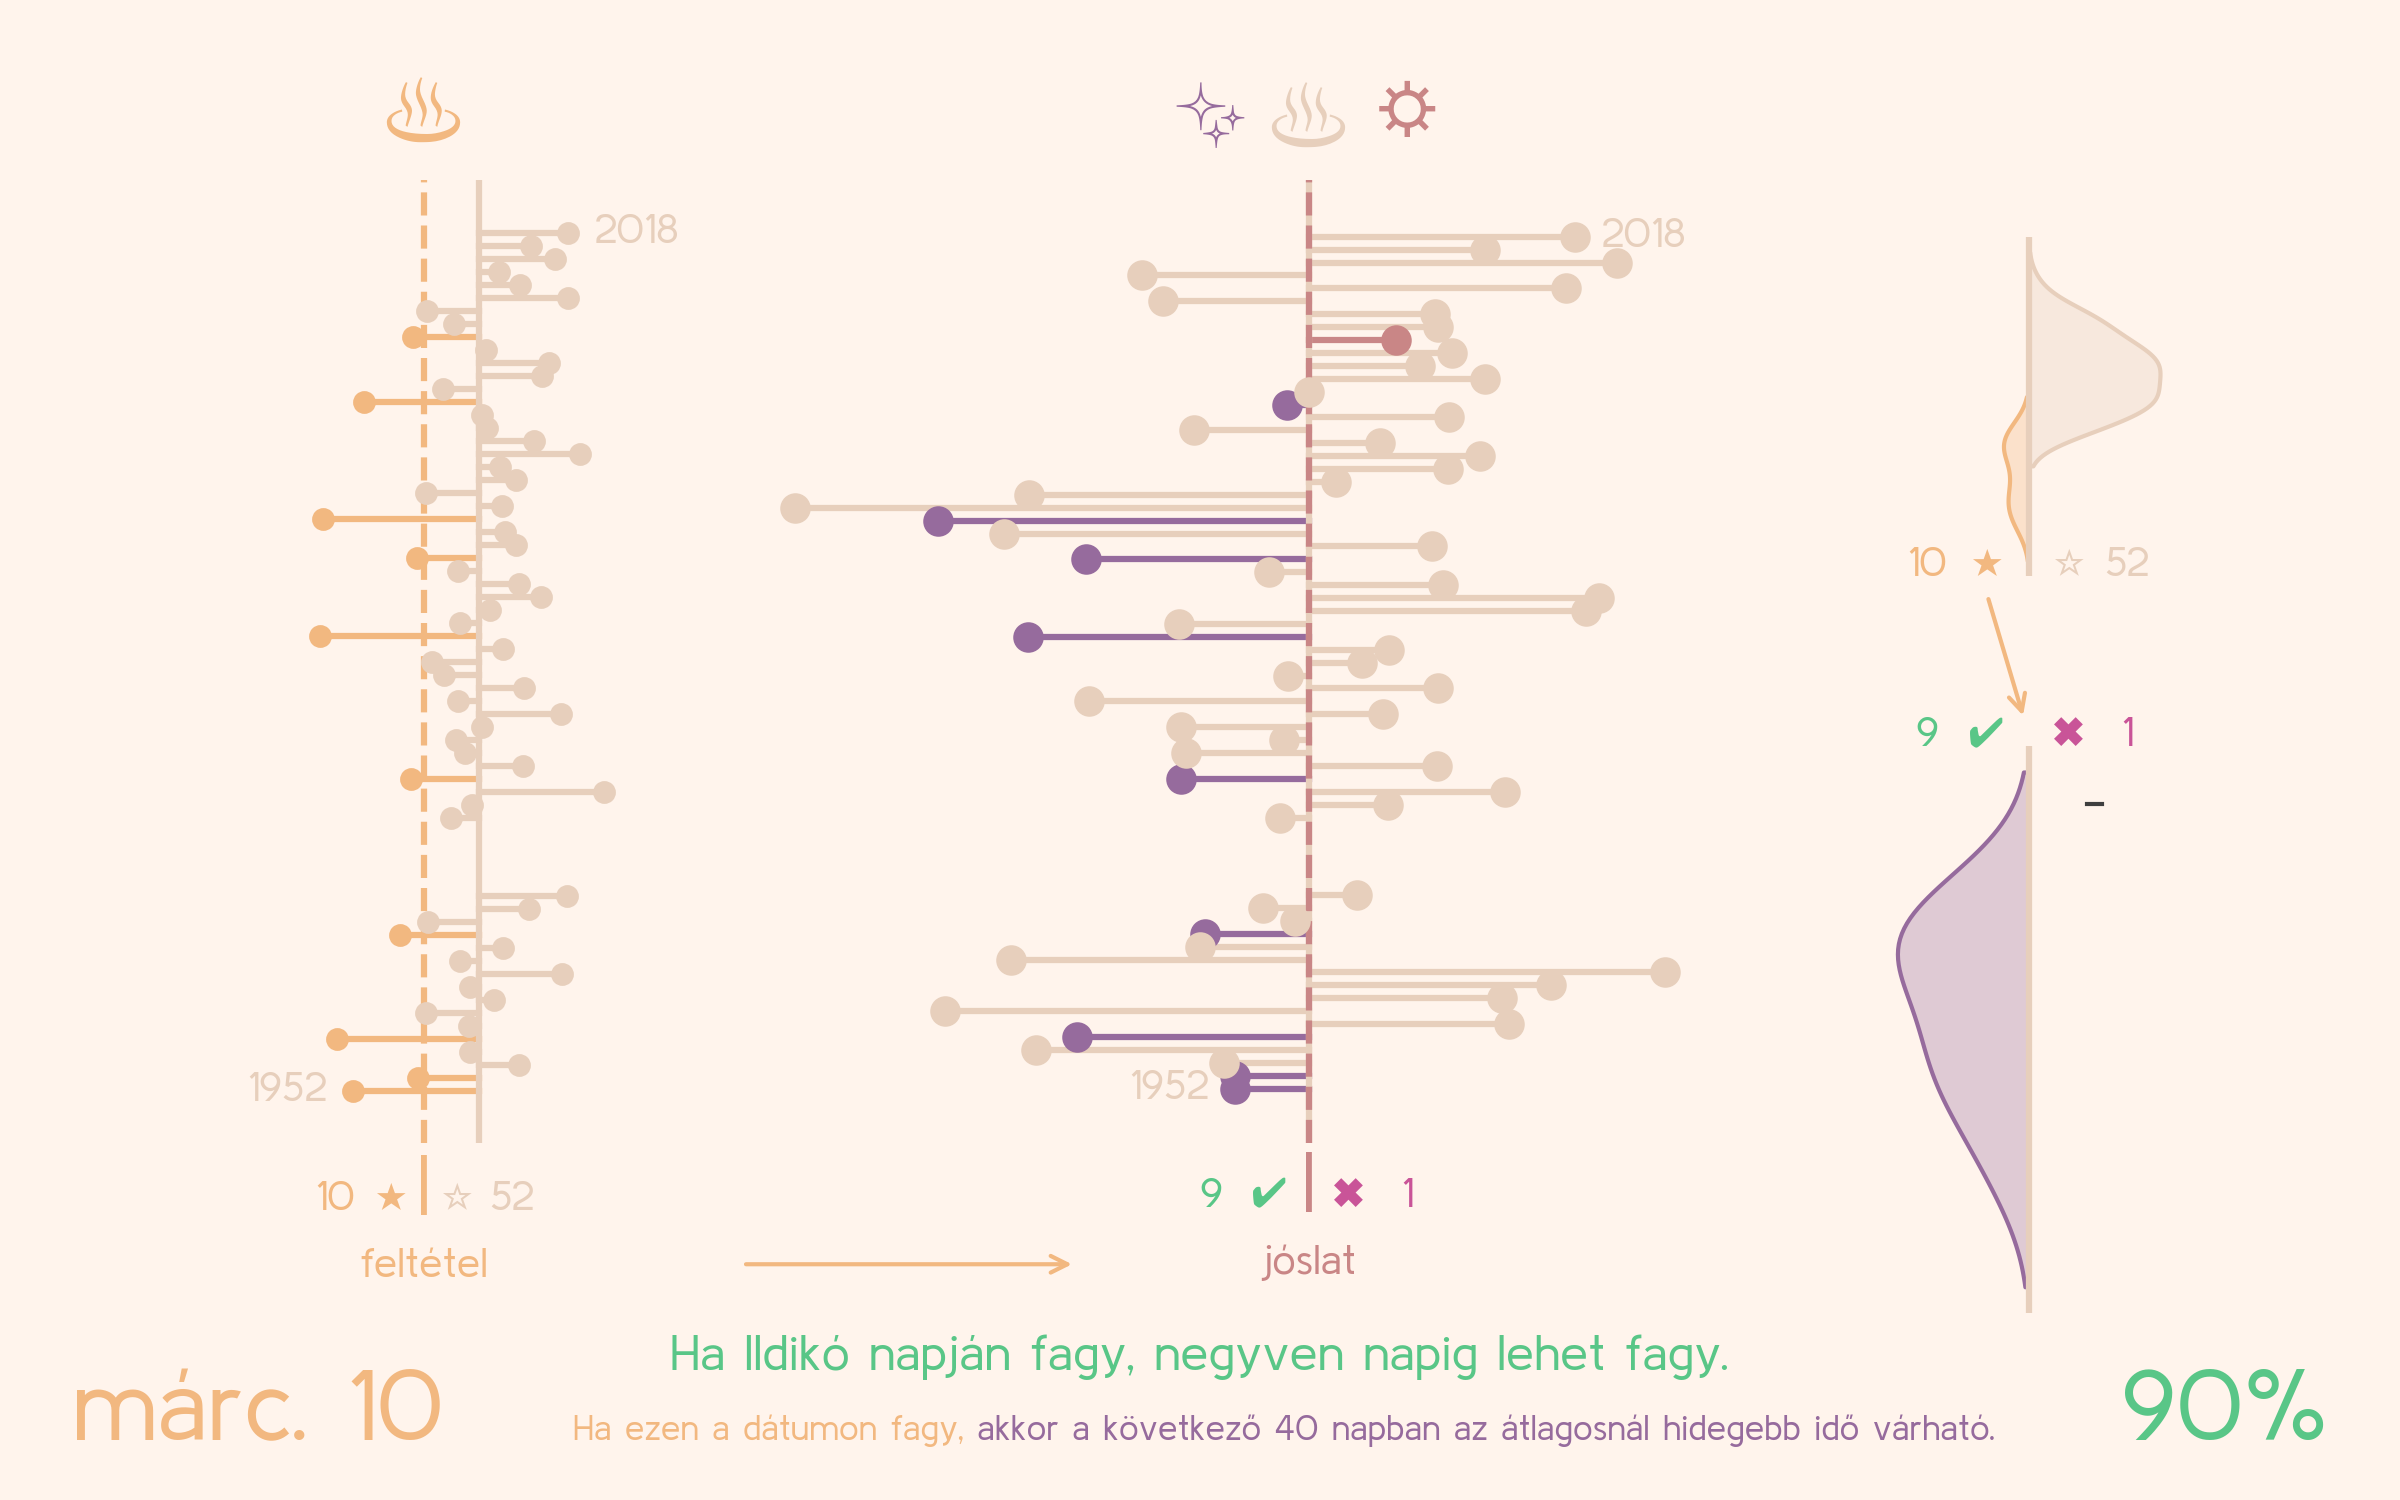 2018
2018
1952
1952
10 ★ ☆ 52
9 ✔ ✖ 1
10 ★ ☆ 52
9 ✔ ✖ 1
–
feltétel
jóslat
Ha Ildikó napján fagy, negyven napig lehet fagy.
márc. 10
Ha ezen a dátumon fagy, akkor a következő 40 napban az átlagosnál hidegebb idő várható.
90%